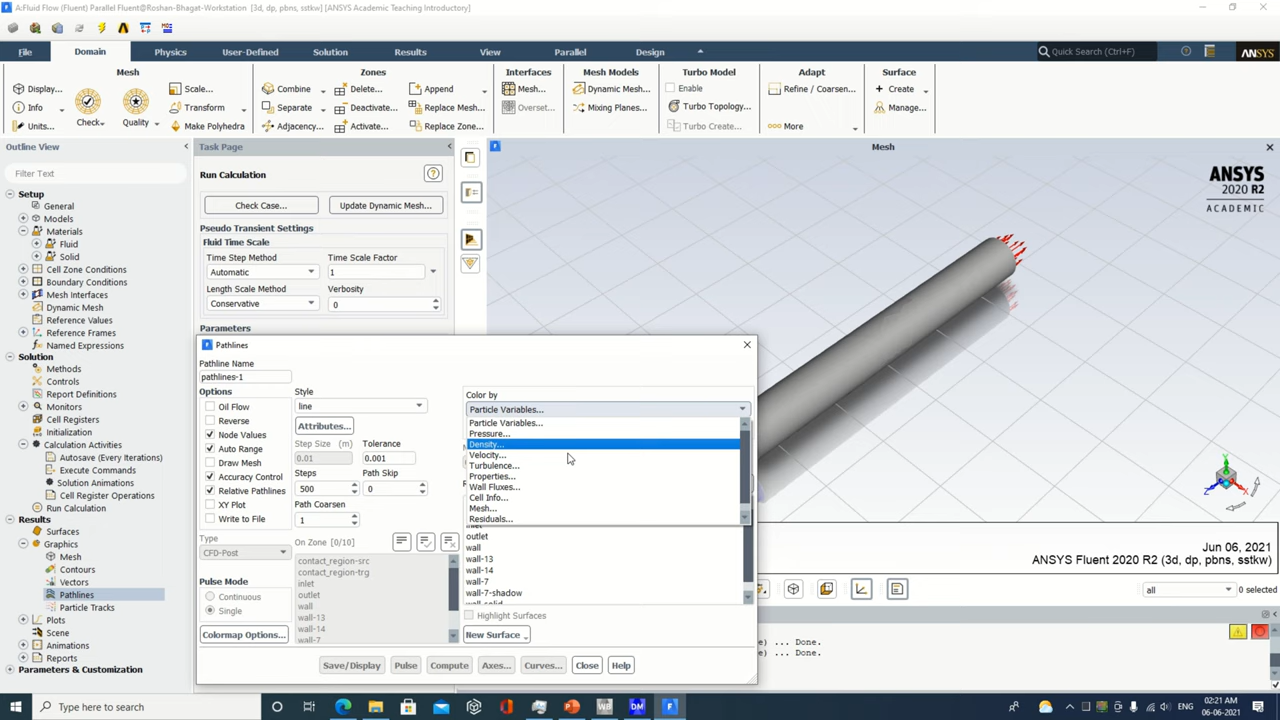 A:Fluid Flow (Fluent) Parallel Fluent@Roshan-Bhagat-Workstation [3d, dp, pbns, sstkw] [ANSYS Academic Teaching Introductory]
File Domain Physics User-Defined Solution Results View Parallel Design Quick Search (Ctrl+F) ANSYS
Mesh Zones Interfaces Mesh Models Turbo Model Adapt Surface
Display... Scale... Combine Delete... Append Mesh... Dynamic Mesh... Enable Refine / Coarsen... Create
Info Check Quality Transform Separate Deactivate... Replace Mesh... Overset... Mixing Planes... Turbo Topology... Manage...
Units... Make Polyhedra Adjacency... Activate... Replace Zone... Turbo Create... More
Outline View
Filter Text
Setup
General
Models
Materials
Fluid
Solid
Cell Zone Conditions
Boundary Conditions
Mesh Interfaces
Dynamic Mesh
Reference Values
Reference Frames
Named Expressions
Solution
Methods
Controls
Report Definitions
Monitors
Cell Registers
Initialization
Calculation Activities
Autosave (Every Iterations)
Execute Commands
Solution Animations
Cell Register Operations
Run Calculation
Results
Surfaces
Graphics
Mesh
Contours
Vectors
Pathlines
Particle Tracks
Plots
Scene
Animations
Reports
Parameters & Customization
Task Page
Run Calculation
Check Case... Update Dynamic Mesh...
Pseudo Transient Settings
Fluid Time Scale
Time Step Method Time Scale Factor
Automatic 1
Length Scale Method Verbosity
Conservative 0
Parameters
Mesh
ANSYS
2020 R2
ACADEMIC
Pathlines
Pathline Name
pathlines-1
Options
Oil Flow
Reverse
Node Values
Auto Range
Draw Mesh
Accuracy Control
Relative Pathlines
XY Plot
Write to File
Type
CFD-Post
Pulse Mode
Continuous
Single
Colormap Options...
Style
line
Attributes...
Step Size (m) Tolerance
0.01 0.001
Steps Path Skip
500 0
Path Coarsen
1
On Zone [0/10]
contact_region-src
contact_region-trg
inlet
outlet
wall
wall-13
wall-14
wall-7
Color by
Particle Variables...
Particle Variables...
Pressure...
Density...
Velocity...
Turbulence...
Properties...
Wall Fluxes...
Cell Info...
Mesh...
Residuals...
inlet
outlet
wall
wall-13
wall-14
wall-7
wall-7-shadow
wall-solid
Highlight Surfaces
New Surface
Save/Display Pulse Compute Axes... Curves... Close Help
Jun 06, 2021
ANSYS Fluent 2020 R2 (3d, dp, pbns, sstkw)
all 0 selected
e) ... Done.
e) ... Done.
Type here to search
02:21 AM
ENG
06-06-2021